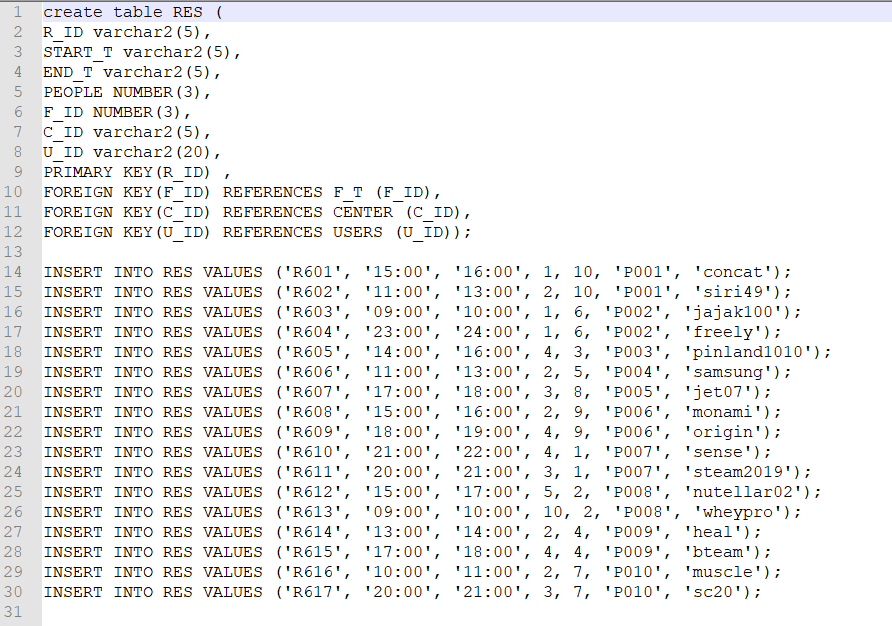 1 create table RES (
2 R_ID varchar2(5),
3 START_T varchar2(5),
4 END_T varchar2(5),
5 PEOPLE NUMBER(3),
6 F_ID NUMBER(3),
7 C_ID varchar2(5),
8 U_ID varchar2(20),
9 PRIMARY KEY(R_ID) ,
10 FOREIGN KEY(F_ID) REFERENCES F_T (F_ID),
11 FOREIGN KEY(C_ID) REFERENCES CENTER (C_ID),
12 FOREIGN KEY(U_ID) REFERENCES USERS (U_ID));
13
14 INSERT INTO RES VALUES ('R601', '15:00', '16:00', 1, 10, 'P001', 'concat');
15 INSERT INTO RES VALUES ('R602', '11:00', '13:00', 2, 10, 'P001', 'siri49');
16 INSERT INTO RES VALUES ('R603', '09:00', '10:00', 1, 6, 'P002', 'jajak100');
17 INSERT INTO RES VALUES ('R604', '23:00', '24:00', 1, 6, 'P002', 'freely');
18 INSERT INTO RES VALUES ('R605', '14:00', '16:00', 4, 3, 'P003', 'pinland1010');
19 INSERT INTO RES VALUES ('R606', '11:00', '13:00', 2, 5, 'P004', 'samsung');
20 INSERT INTO RES VALUES ('R607', '17:00', '18:00', 3, 8, 'P005', 'jet07');
21 INSERT INTO RES VALUES ('R608', '15:00', '16:00', 2, 9, 'P006', 'monami');
22 INSERT INTO RES VALUES ('R609', '18:00', '19:00', 4, 9, 'P006', 'origin');
23 INSERT INTO RES VALUES ('R610', '21:00', '22:00', 4, 1, 'P007', 'sense');
24 INSERT INTO RES VALUES ('R611', '20:00', '21:00', 3, 1, 'P007', 'steam2019');
25 INSERT INTO RES VALUES ('R612', '15:00', '17:00', 5, 2, 'P008', 'nutellar02');
26 INSERT INTO RES VALUES ('R613', '09:00', '10:00', 10, 2, 'P008', 'wheypro');
27 INSERT INTO RES VALUES ('R614', '13:00', '14:00', 2, 4, 'P009', 'heal');
28 INSERT INTO RES VALUES ('R615', '17:00', '18:00', 4, 4, 'P009', 'bteam');
29 INSERT INTO RES VALUES ('R616', '10:00', '11:00', 2, 7, 'P010', 'muscle');
30 INSERT INTO RES VALUES ('R617', '20:00', '21:00', 3, 7, 'P010', 'sc20');
31